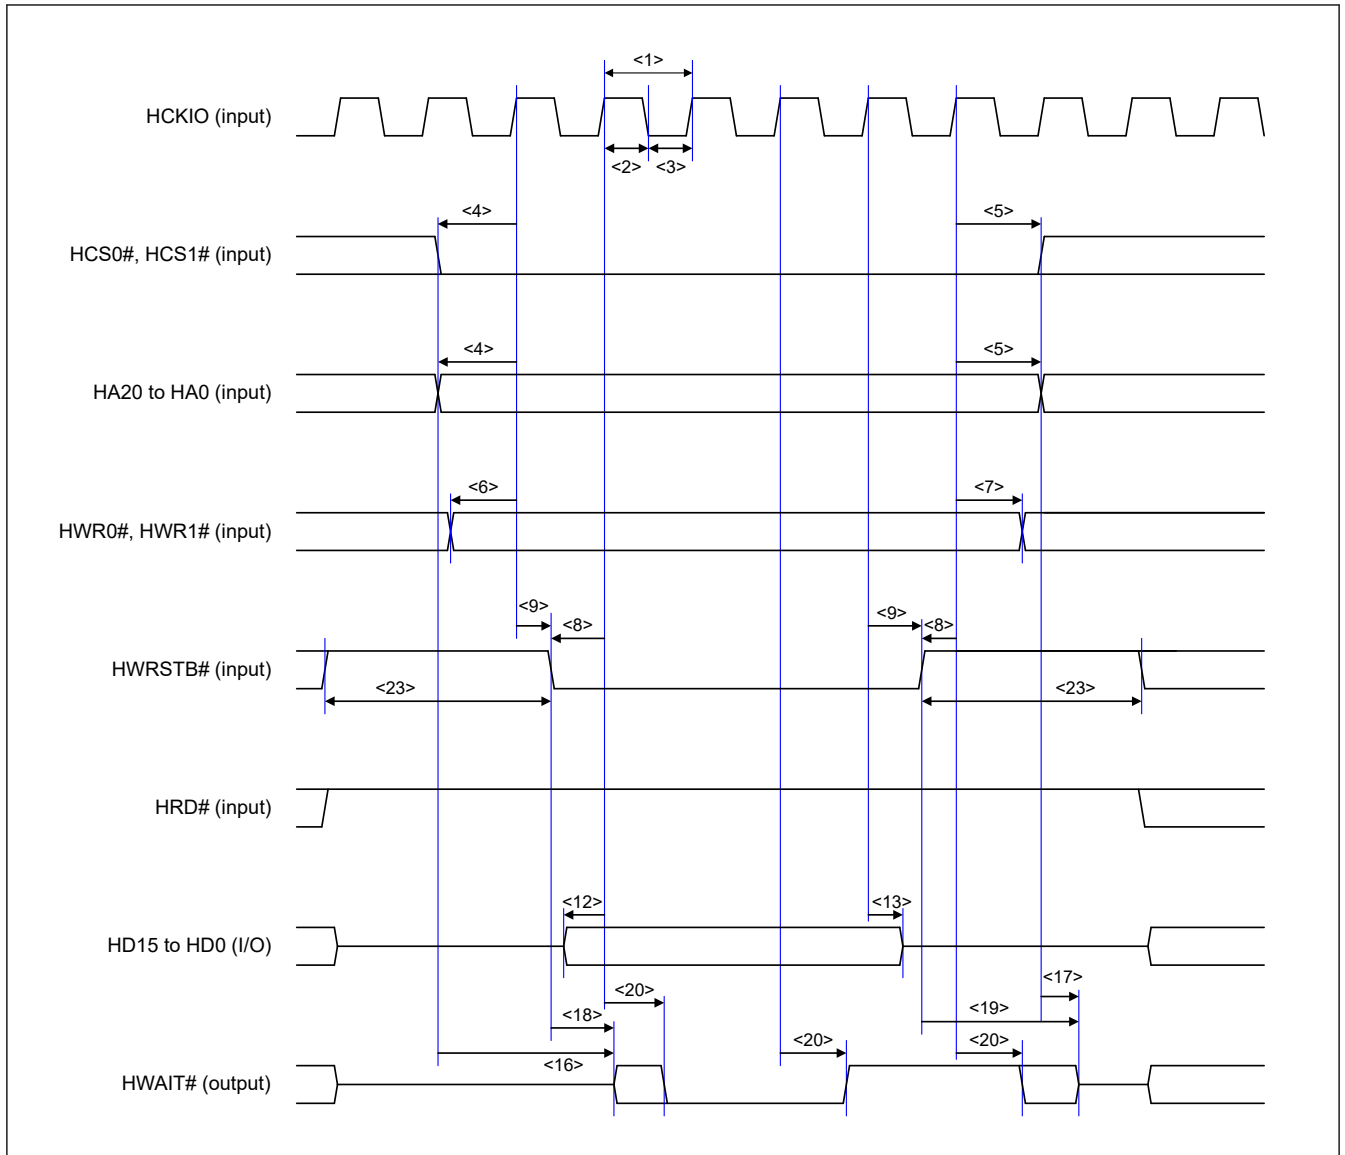 <1>
HCKIO (input)
<2> <3>
<4> <5>
HCS0#, HCS1# (input)
<4> <5>
HA20 to HA0 (input)
<6> <7>
HWR0#, HWR1# (input)
<9> <8> <9> <8>
HWRSTB# (input)
<23> <23>
HRD# (input)
<12> <13>
HD15 to HD0 (I/O)
<17>
<20>
<18> <19>
<20> <20>
<16>
HWAIT# (output)